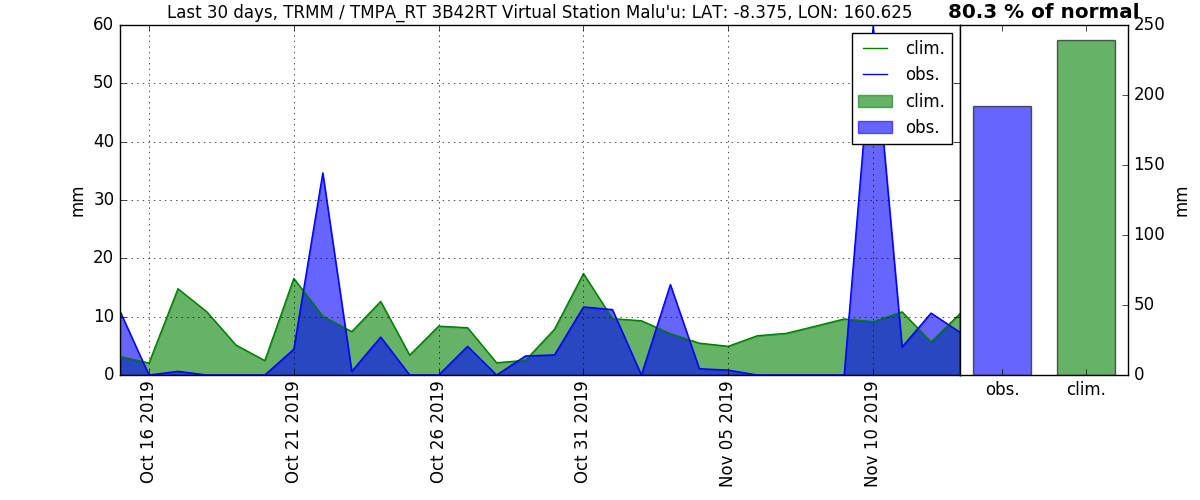 Last 30 days, TRMM / TMPA_RT 3B42RT Virtual Station Malu'u: LAT: -8.375, LON: 160.625
80.3 % of normal
60
50
40
30
20
10
0
mm
clim.
obs.
clim.
obs.
Oct 16 2019
Oct 21 2019
Oct 26 2019
Oct 31 2019
Nov 05 2019
Nov 10 2019
250
200
150
100
50
0
mm
obs.
clim.